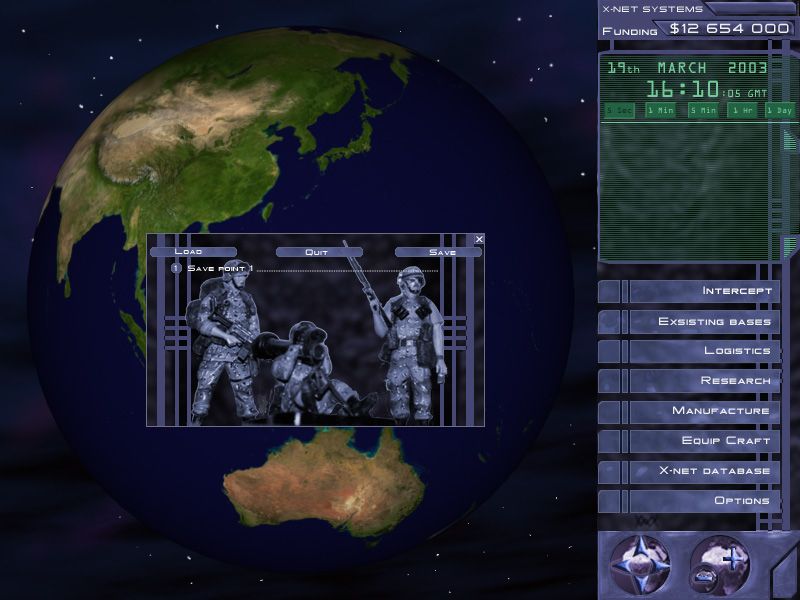 X-NET SYSTEMS
FUNDING $12 654 000
19TH MARCH 2003
16:10:05 GMT
5 Sec 1 Min 5 Min 1 Hr 1 Day
LOAD QUIT SAVE X
1 SAVE POINT 1
INTERCEPT
EXSISTING BASES
LOGISTICS
RESEARCH
MANUFACTURE
EQUIP CRAFT
X-NET DATABASE
OPTIONS